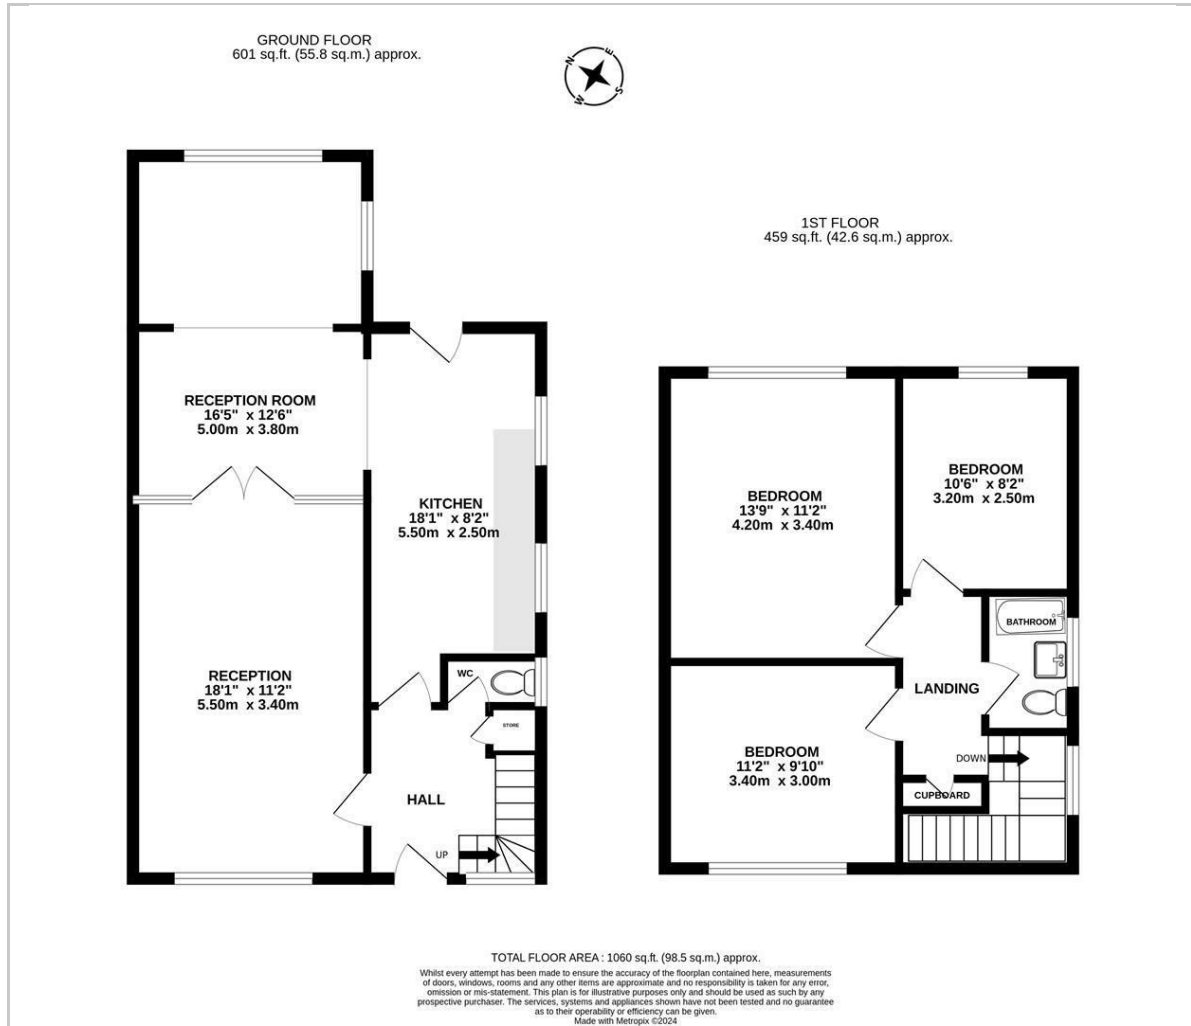 GROUND FLOOR
601 sq.ft. (55.8 sq.m.) approx.
N
E
S
W
RECEPTION ROOM
16'5" x 12'6"
5.00m x 3.80m
KITCHEN
18'1" x 8'2"
5.50m x 2.50m
RECEPTION
18'1" x 11'2"
5.50m x 3.40m
WC
STORE
HALL
UP
1ST FLOOR
459 sq.ft. (42.6 sq.m.) approx.
BEDROOM
13'9" x 11'2"
4.20m x 3.40m
BEDROOM
10'6" x 8'2"
3.20m x 2.50m
BATHROOM
LANDING
BEDROOM
11'2" x 9'10"
3.40m x 3.00m
DOWN
CUPBOARD
TOTAL FLOOR AREA : 1060 sq.ft. (98.5 sq.m.) approx.
Whilst every attempt has been made to ensure the accuracy of the floorplan contained here, measurements
of doors, windows, rooms and any other items are approximate and no responsibility is taken for any error,
omission or mis-statement. This plan is for illustrative purposes only and should be used as such by any
prospective purchaser. The services, systems and appliances shown have not been tested and no guarantee
as to their operability or efficiency can be given.
Made with Metropix ©2024